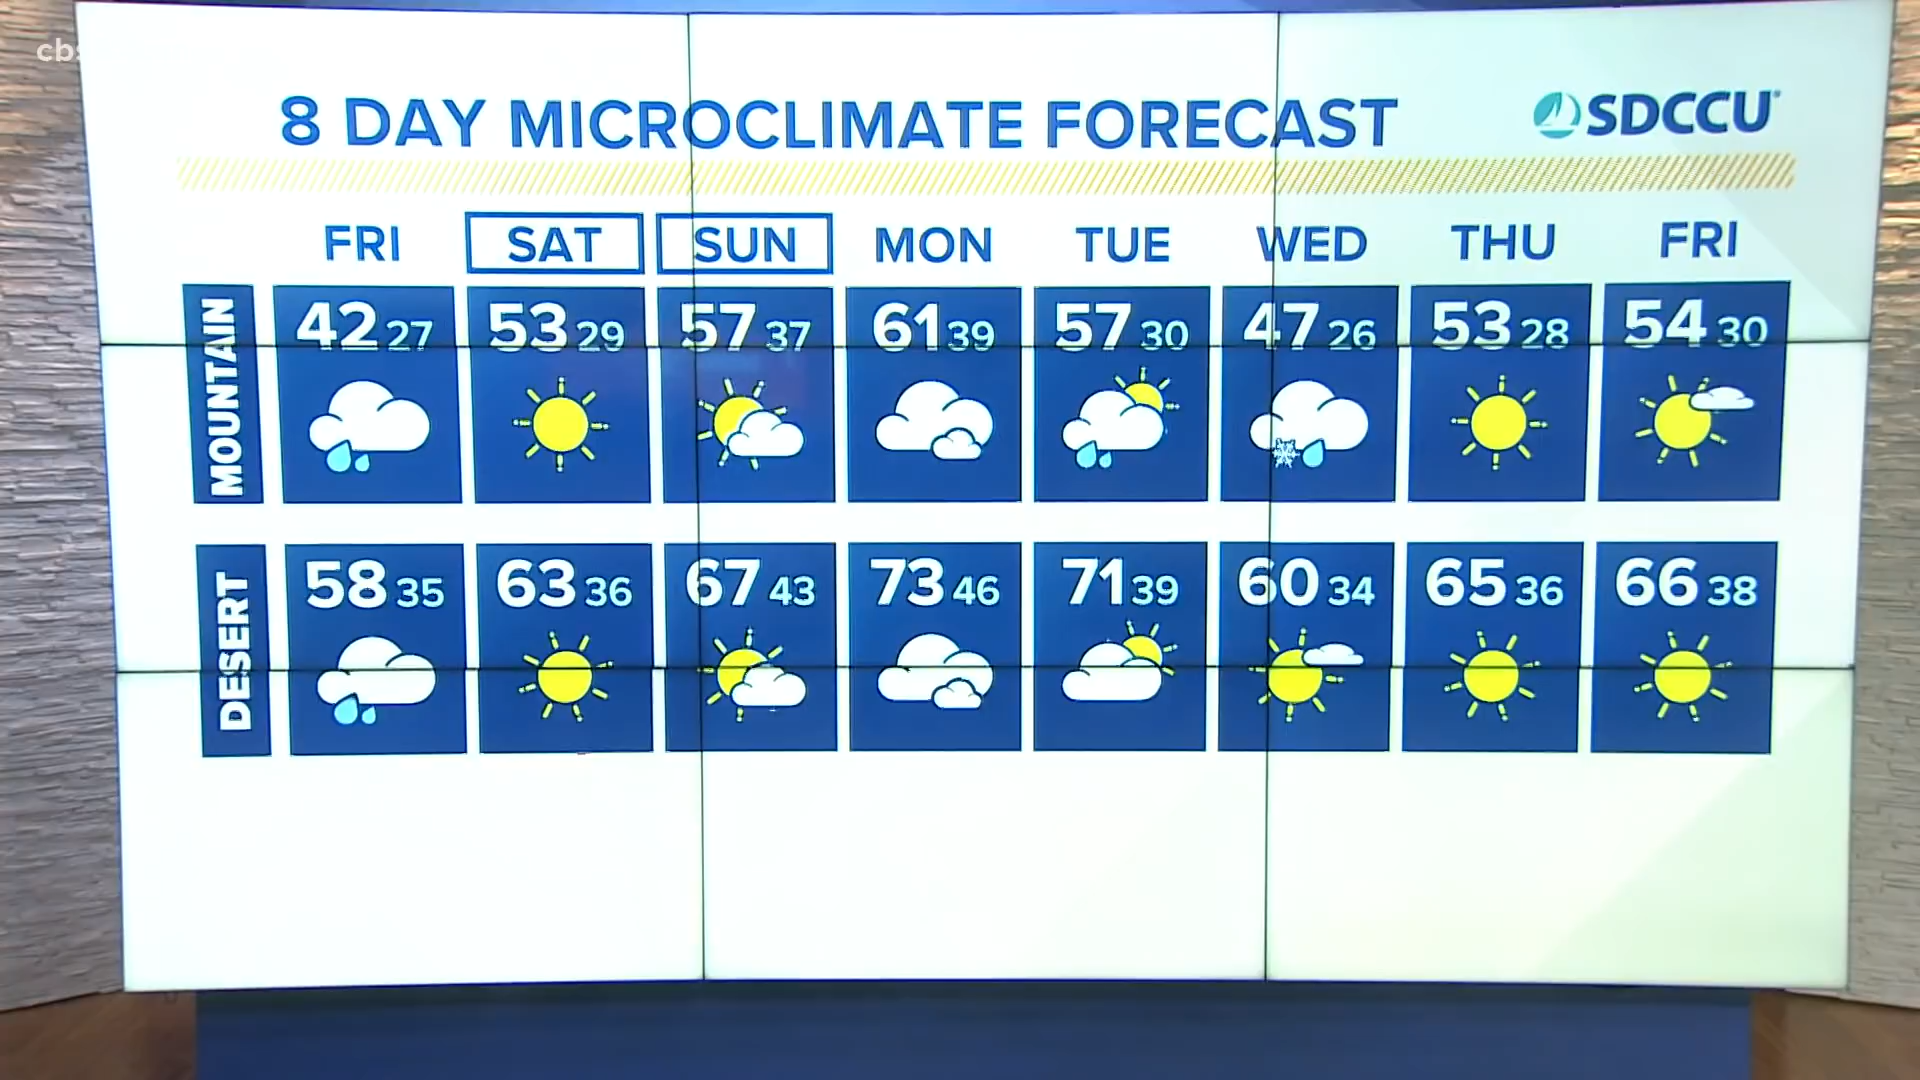 cbs
8 DAY MICROCLIMATE FORECAST
SDCCU
FRI SAT SUN MON TUE WED THU FRI
MOUNTAIN
42 27 53 29 57 37 61 39 57 30 47 26 53 28 54 30
DESERT
58 35 63 36 67 43 73 46 71 39 60 34 65 36 66 38